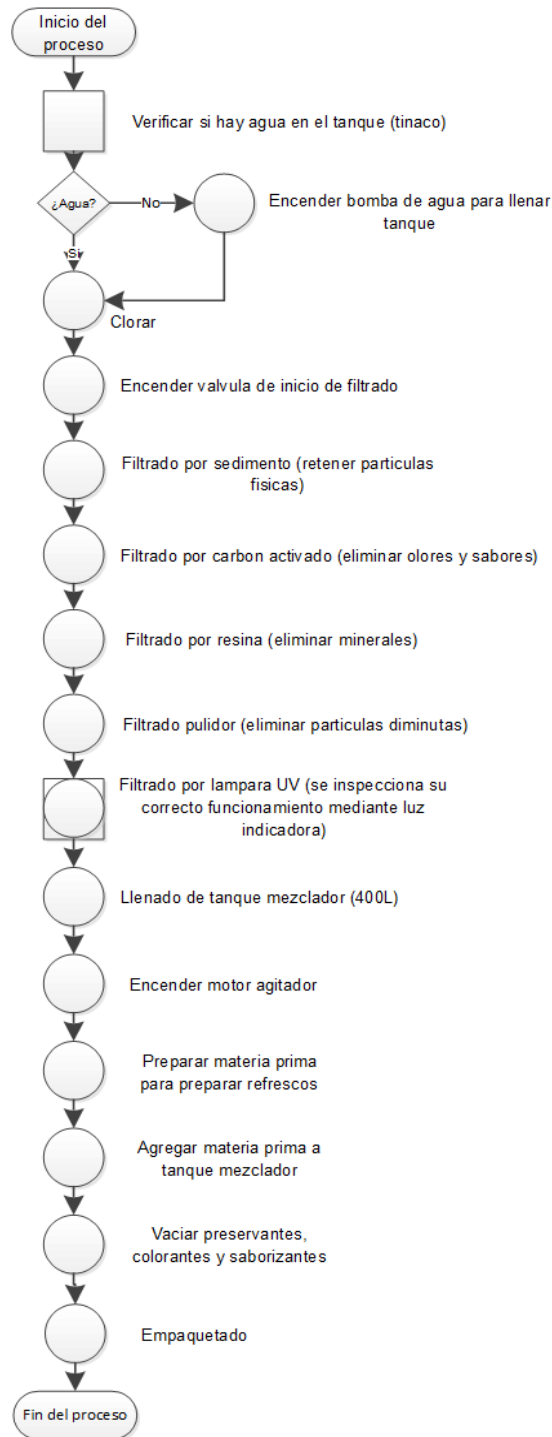 Inicio del
proceso
Verificar si hay agua en el tanque (tinaco)
¿Agua?
No
Encender bomba de agua para llenar
tanque
Si
Clorar
Encender valvula de inicio de filtrado
Filtrado por sedimento (retener particulas
fisicas)
Filtrado por carbon activado (eliminar olores y sabores)
Filtrado por resina (eliminar minerales)
Filtrado pulidor (eliminar particulas diminutas)
Filtrado por lampara UV (se inspecciona su
correcto funcionamiento mediante luz
indicadora)
Llenado de tanque mezclador (400L)
Encender motor agitador
Preparar materia prima
para preparar refrescos
Agregar materia prima a
tanque mezclador
Vaciar preservantes,
colorantes y saborizantes
Empaquetado
Fin del proceso